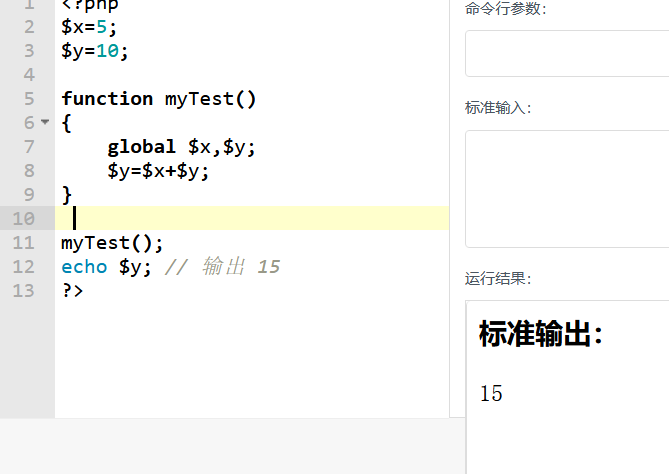 1 <?php
2 $x=5;
3 $y=10;
4
5 function myTest()
6 {
7     global $x,$y;
8     $y=$x+$y;
9 }
10
11 myTest();
12 echo $y; // 输出 15
13 ?>
命令行参数：
标准输入：
运行结果：
标准输出：
15